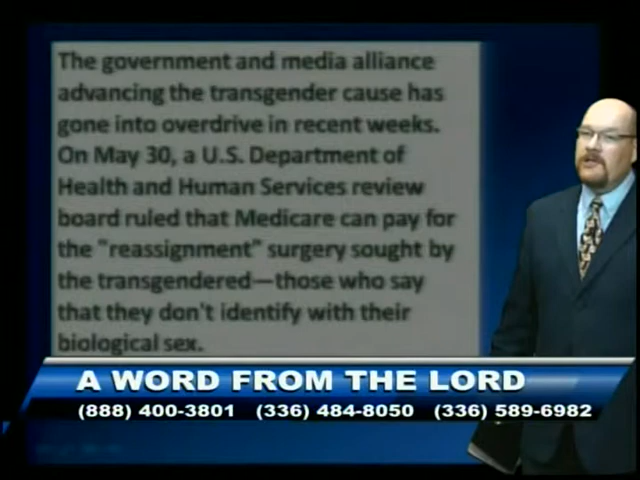 The government and media alliance
advancing the transgender cause has
gone into overdrive in recent weeks.
On May 30, a U.S. Department of
Health and Human Services review
board ruled that Medicare can pay for
the "reassignment" surgery sought by
the transgendered—those who say
that they don't identify with their
biological sex.
A WORD FROM THE LORD
(888) 400-3801 (336) 484-8050 (336) 589-6982